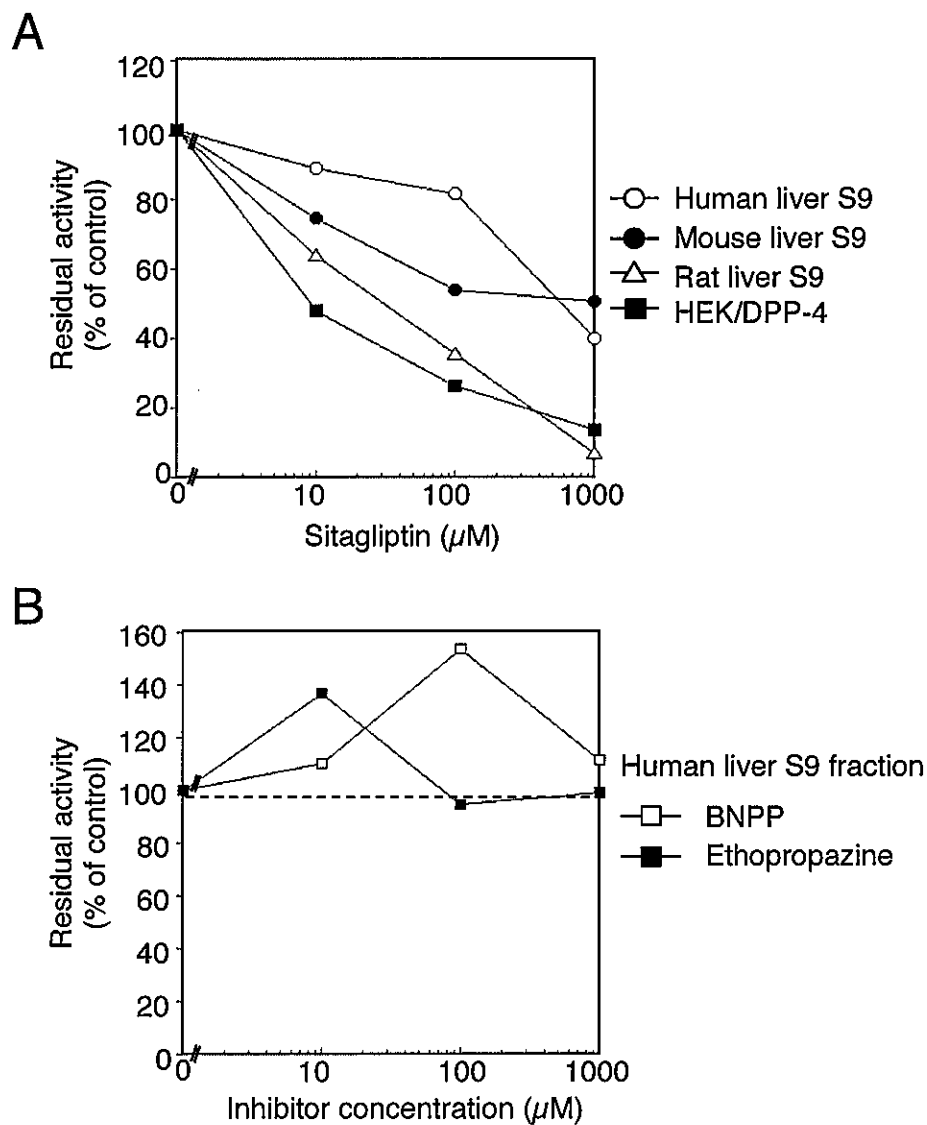 A
120
100
80
60
40
20
0
Residual activity
(% of control)
0 10 100 1000
Sitagliptin (µM)
Human liver S9
Mouse liver S9
Rat liver S9
HEK/DPP-4
B
160
140
120
100
80
60
40
20
0
Residual activity
(% of control)
0 10 100 1000
Inhibitor concentration (µM)
Human liver S9 fraction
BNPP
Ethopropazine